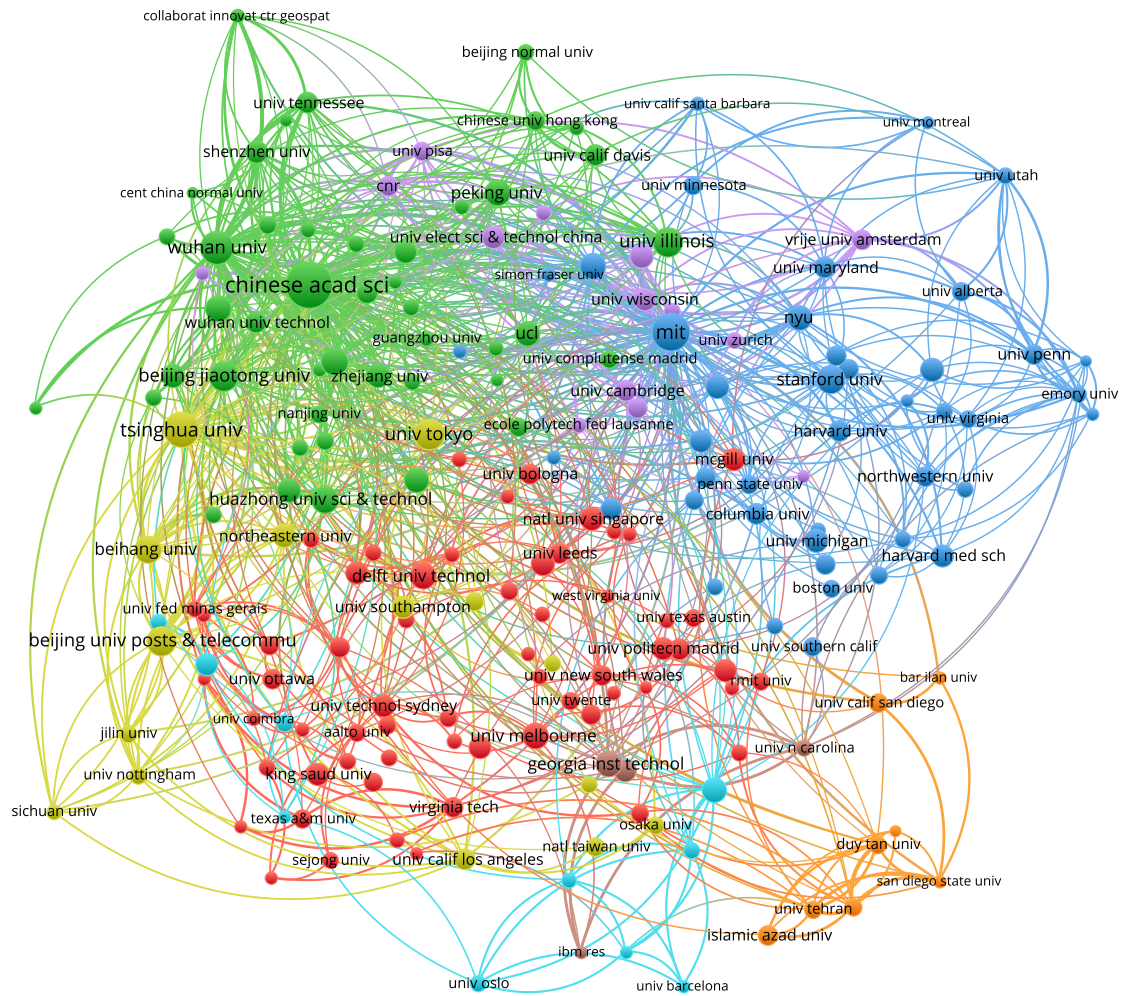 collaborat innovat ctr geospat
beijing normal univ
univ tennessee
univ calif santa barbara
chinese univ hong kong
univ montreal
shenzhen univ
univ pisa
univ calif davis
univ utah
cent china normal univ
cnr
peking univ
univ minnesota
wuhan univ
univ elect sci & technol china
univ illinois
vrije univ amsterdam
chinese acad sci
simon fraser univ
univ maryland
univ wisconsin
univ alberta
wuhan univ technol
guangzhou univ
ucl
mit
nyu
univ zurich
univ complutense madrid
univ penn
beijing jiaotong univ
zhejiang univ
univ cambridge
stanford univ
emory univ
nanjing univ
ecole polytech fed lausanne
univ virginia
tsinghua univ
univ tokyo
harvard univ
mcgill univ
univ bologna
penn state univ
northwestern univ
huazhong univ sci & technol
natl univ singapore
columbia univ
northeastern univ
beihang univ
univ leeds
univ michigan
harvard med sch
delft univ technol
boston univ
west virginia univ
univ fed minas gerais
univ southampton
univ texas austin
beijing univ posts & telecommu
univ politecn madrid
univ southern calif
univ ottawa
univ new south wales
rmit univ
bar ilan univ
univ twente
univ calif san diego
univ technol sydney
univ coimbra
jilin univ
aalto univ
univ melbourne
univ n carolina
univ nottingham
king saud univ
georgia inst technol
sichuan univ
texas a&m univ
virginia tech
osaka univ
sejong univ
univ calif los angeles
natl taiwan univ
duy tan univ
san diego state univ
univ tehran
islamic azad univ
ibm res
univ oslo
univ barcelona